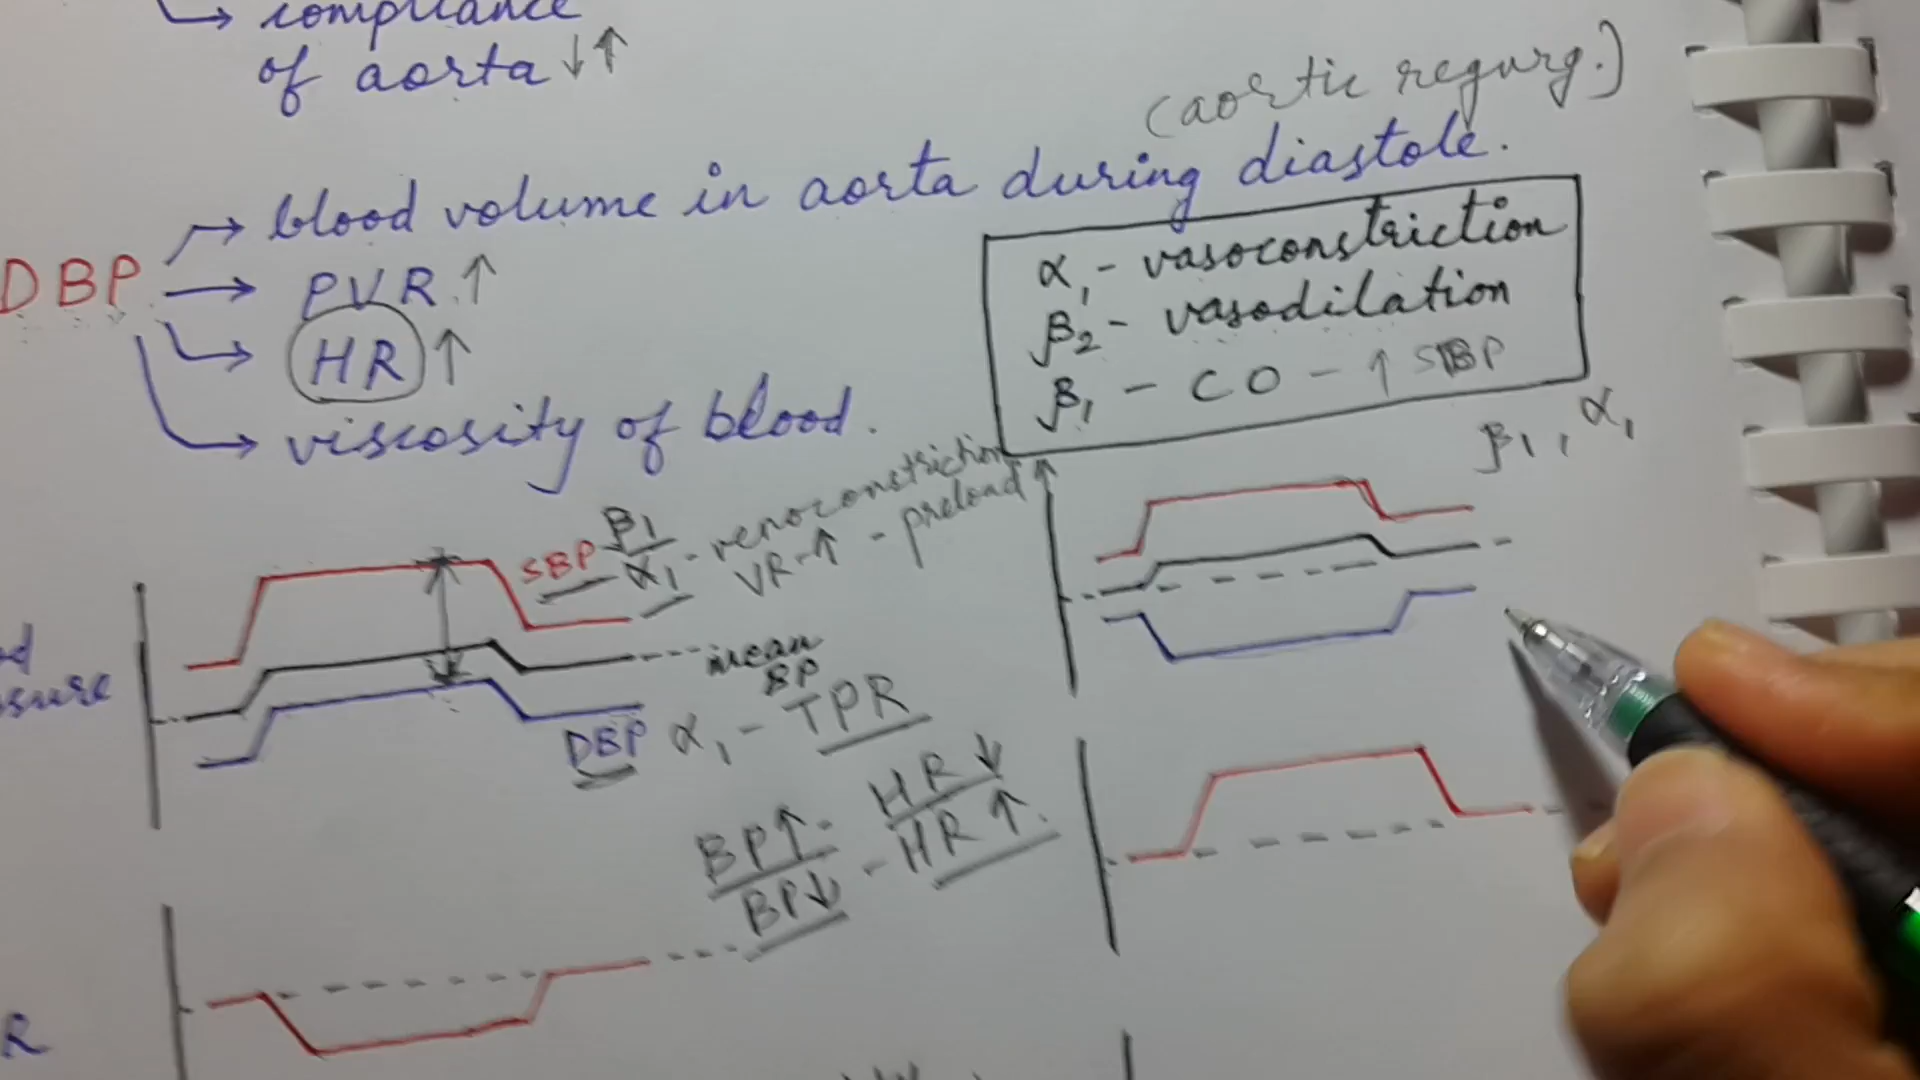 compliance
of aorta ↓↑
(aortic regurg.)
DBP → blood volume in aorta during diastole.
→ PVR ↑
→ HR ↑
→ viscosity of blood.
α₁ - vasoconstriction
β₂ - vasodilation
β₁ - CO - ↑ SBP
β₁, α₁
SBP - β₁
α₁ - venoconstriction
VR - ↑ - preload ↑
mean
BP
DBP α₁ - TPR
BP↑ - HR↓
BP↓ - HR↑.
sure
R